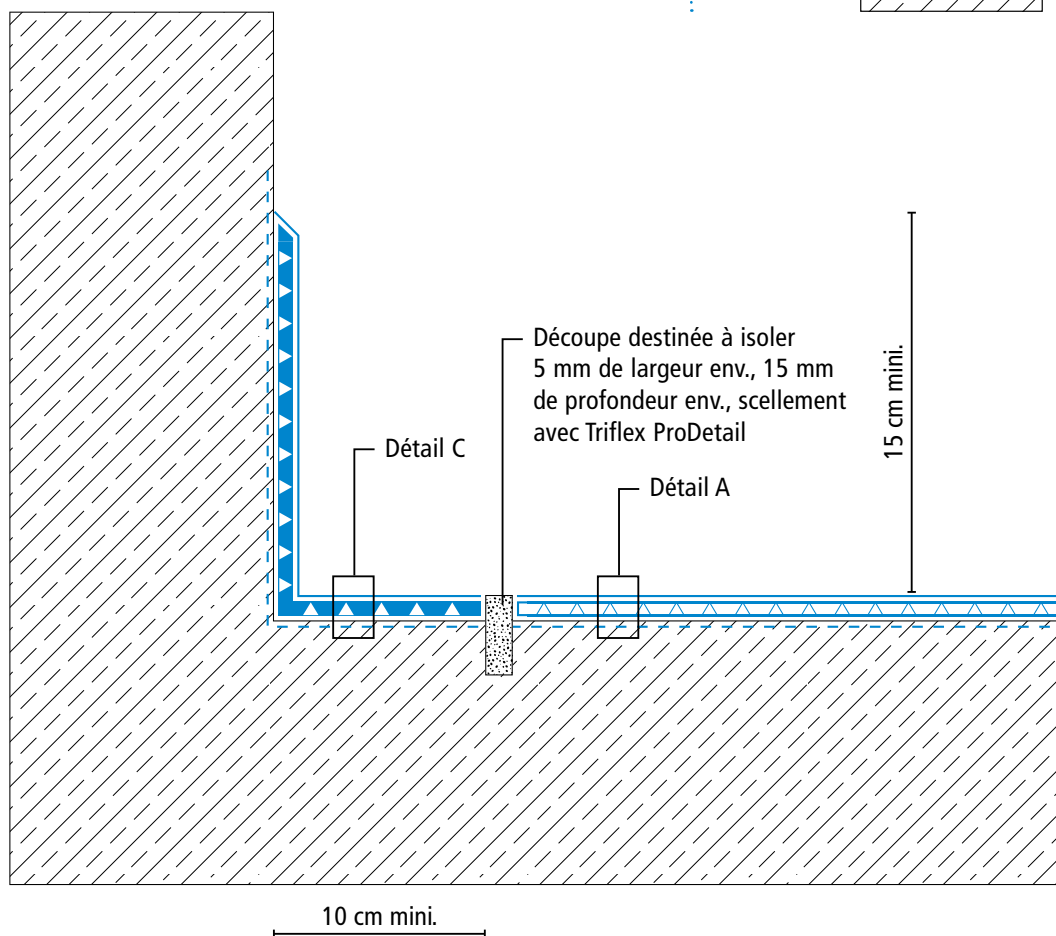 Découpe destinée à isoler
5 mm de largeur env., 15 mm
de profondeur env., scellement
avec Triflex ProDetail
15 cm mini.
Détail C
Détail A
10 cm mini.